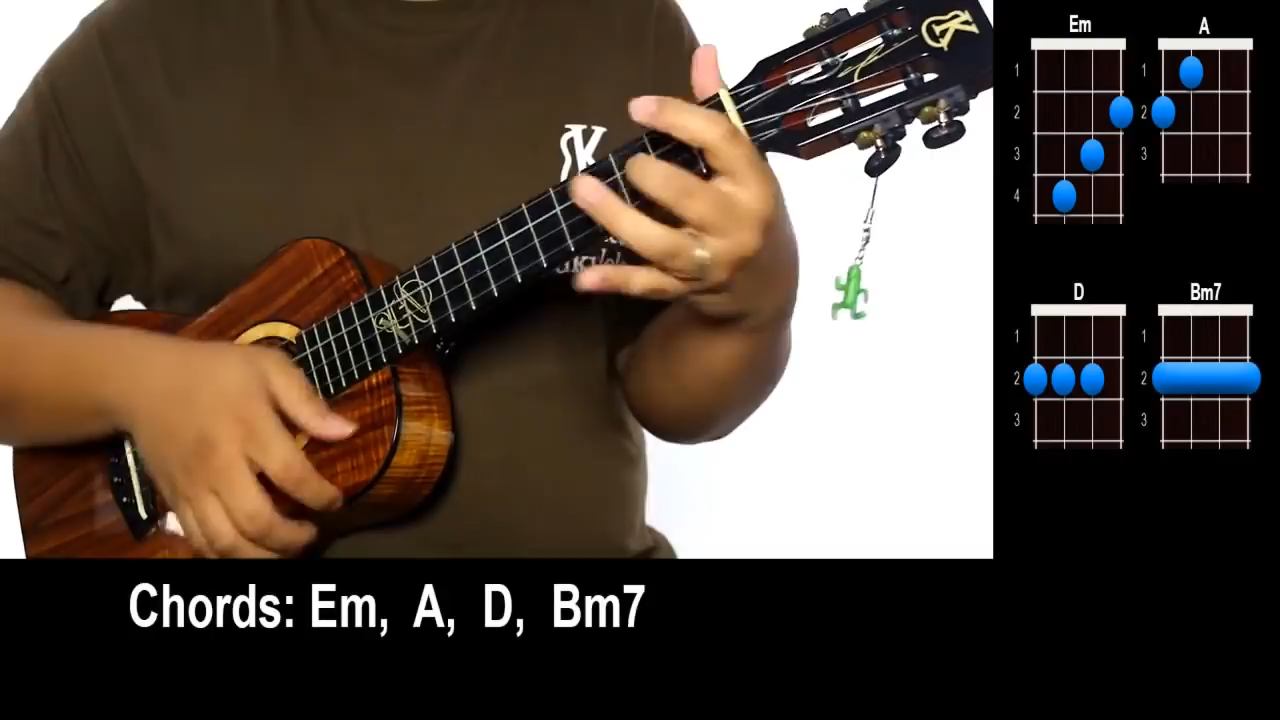 Em A
1 1
2 2
3 3
4
D Bm7
1 1
2 2
3 3
K
K
Chords: Em, A, D, Bm7